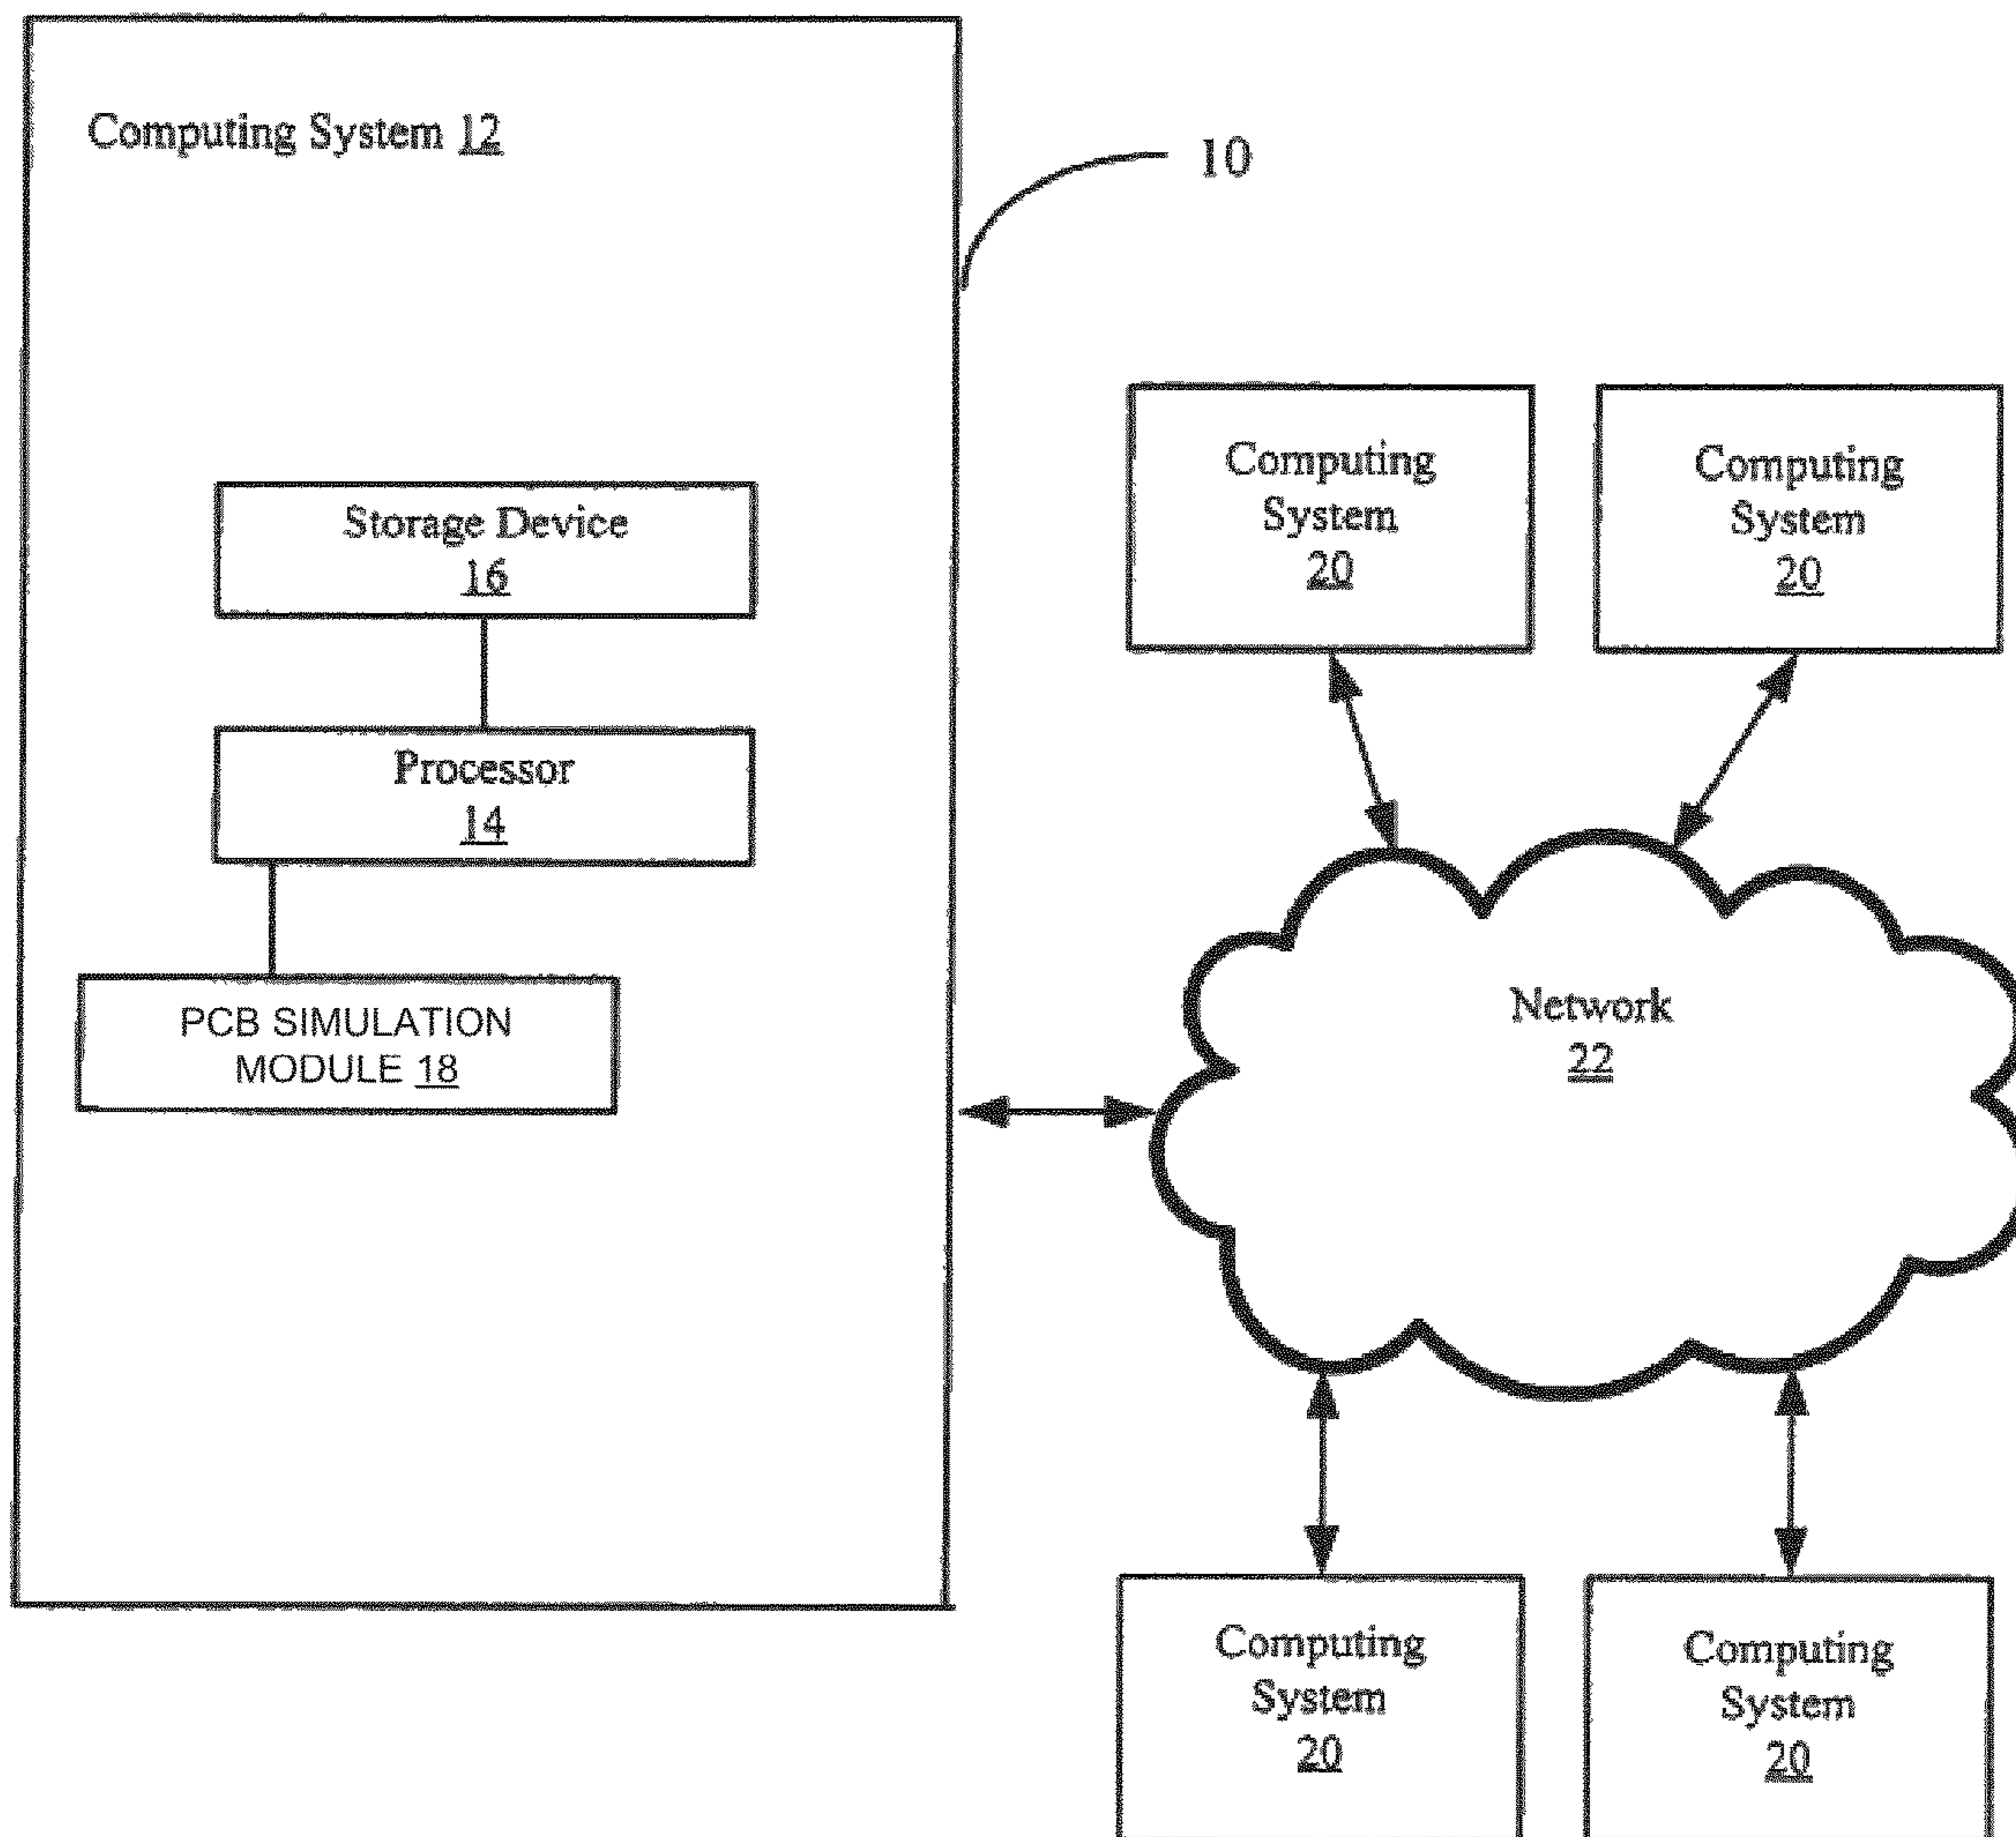 Computing System 12
10
Storage Device
16
Processor
14
PCB SIMULATION
MODULE 18
Computing
System
20
Computing
System
20
Network
22
Computing
System
20
Computing
System
20